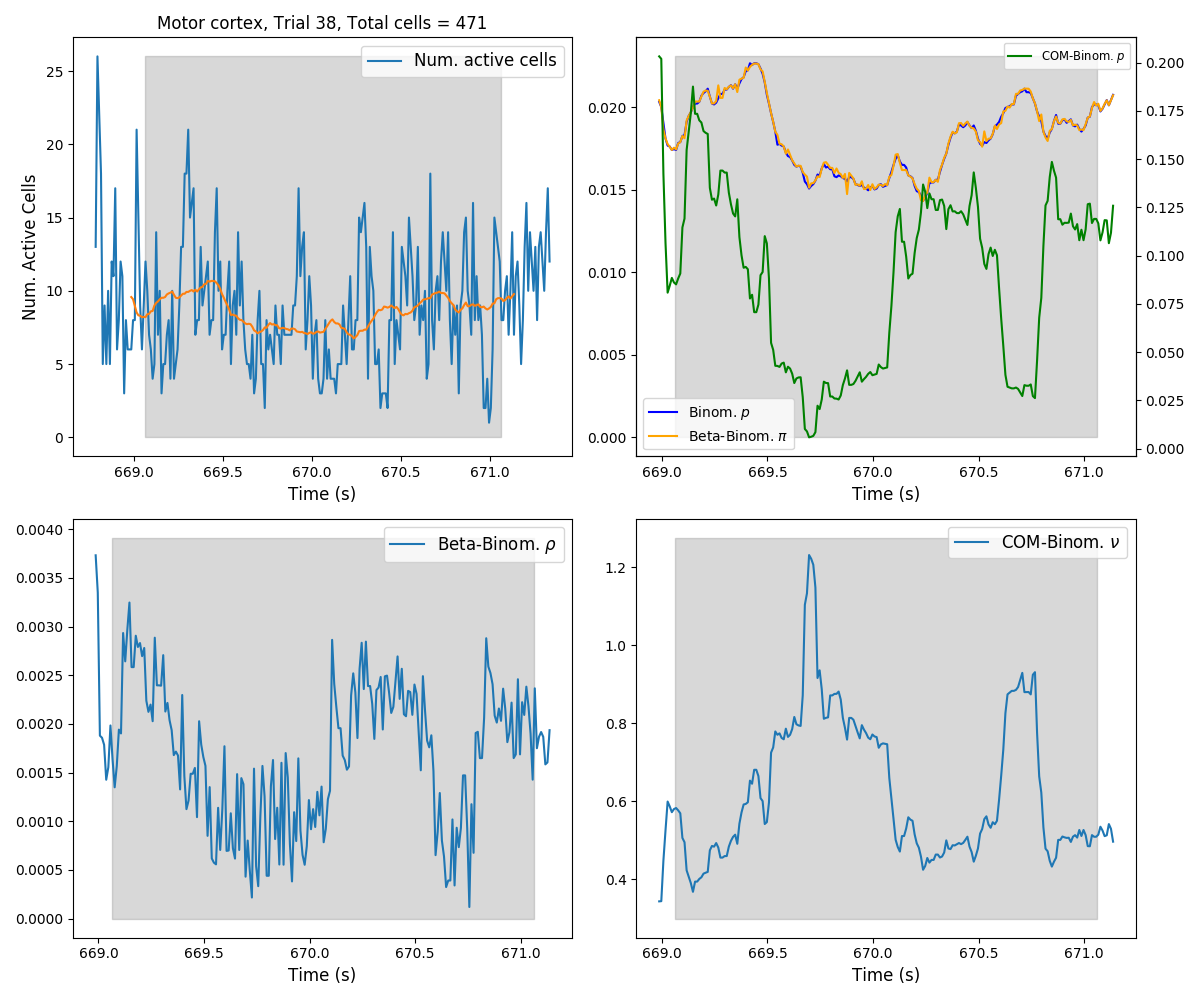 Motor cortex, Trial 38, Total cells = 471
Num. active cells
Num. Active Cells
25
20
15
10
5
0
669.0 669.5 670.0 670.5 671.0
Time (s)
COM-Binom. p
0.020
0.015
0.010
0.005
0.000
0.200
0.175
0.150
0.125
0.100
0.075
0.050
0.025
0.000
Binom. p
Beta-Binom. π
669.0 669.5 670.0 670.5 671.0
Time (s)
Beta-Binom. ρ
0.0040
0.0035
0.0030
0.0025
0.0020
0.0015
0.0010
0.0005
0.0000
669.0 669.5 670.0 670.5 671.0
Time (s)
COM-Binom. ν
1.2
1.0
0.8
0.6
0.4
669.0 669.5 670.0 670.5 671.0
Time (s)